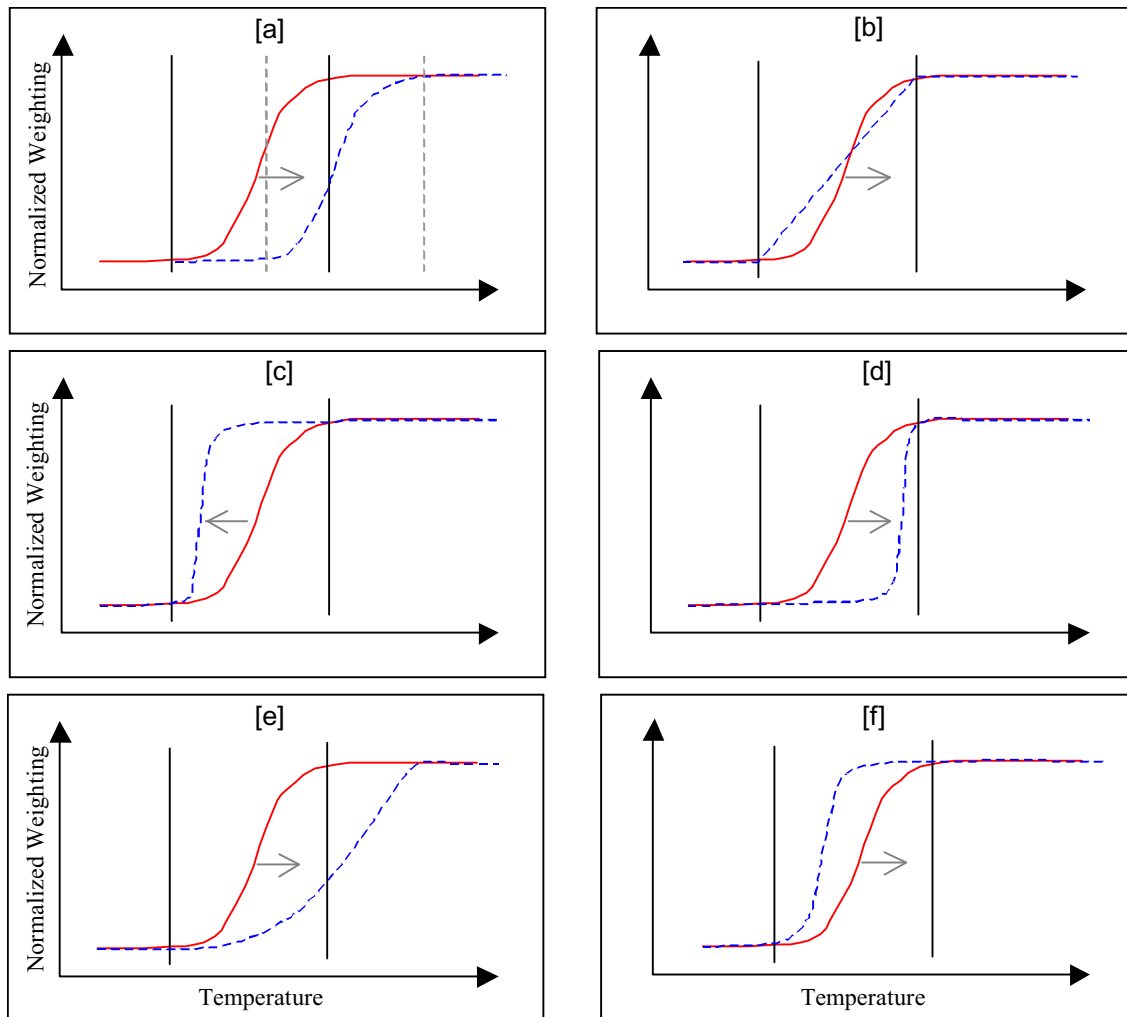 [a]
[b]
Normalized Weighting
[c]
[d]
Normalized Weighting
[e]
[f]
Normalized Weighting
Temperature
Temperature